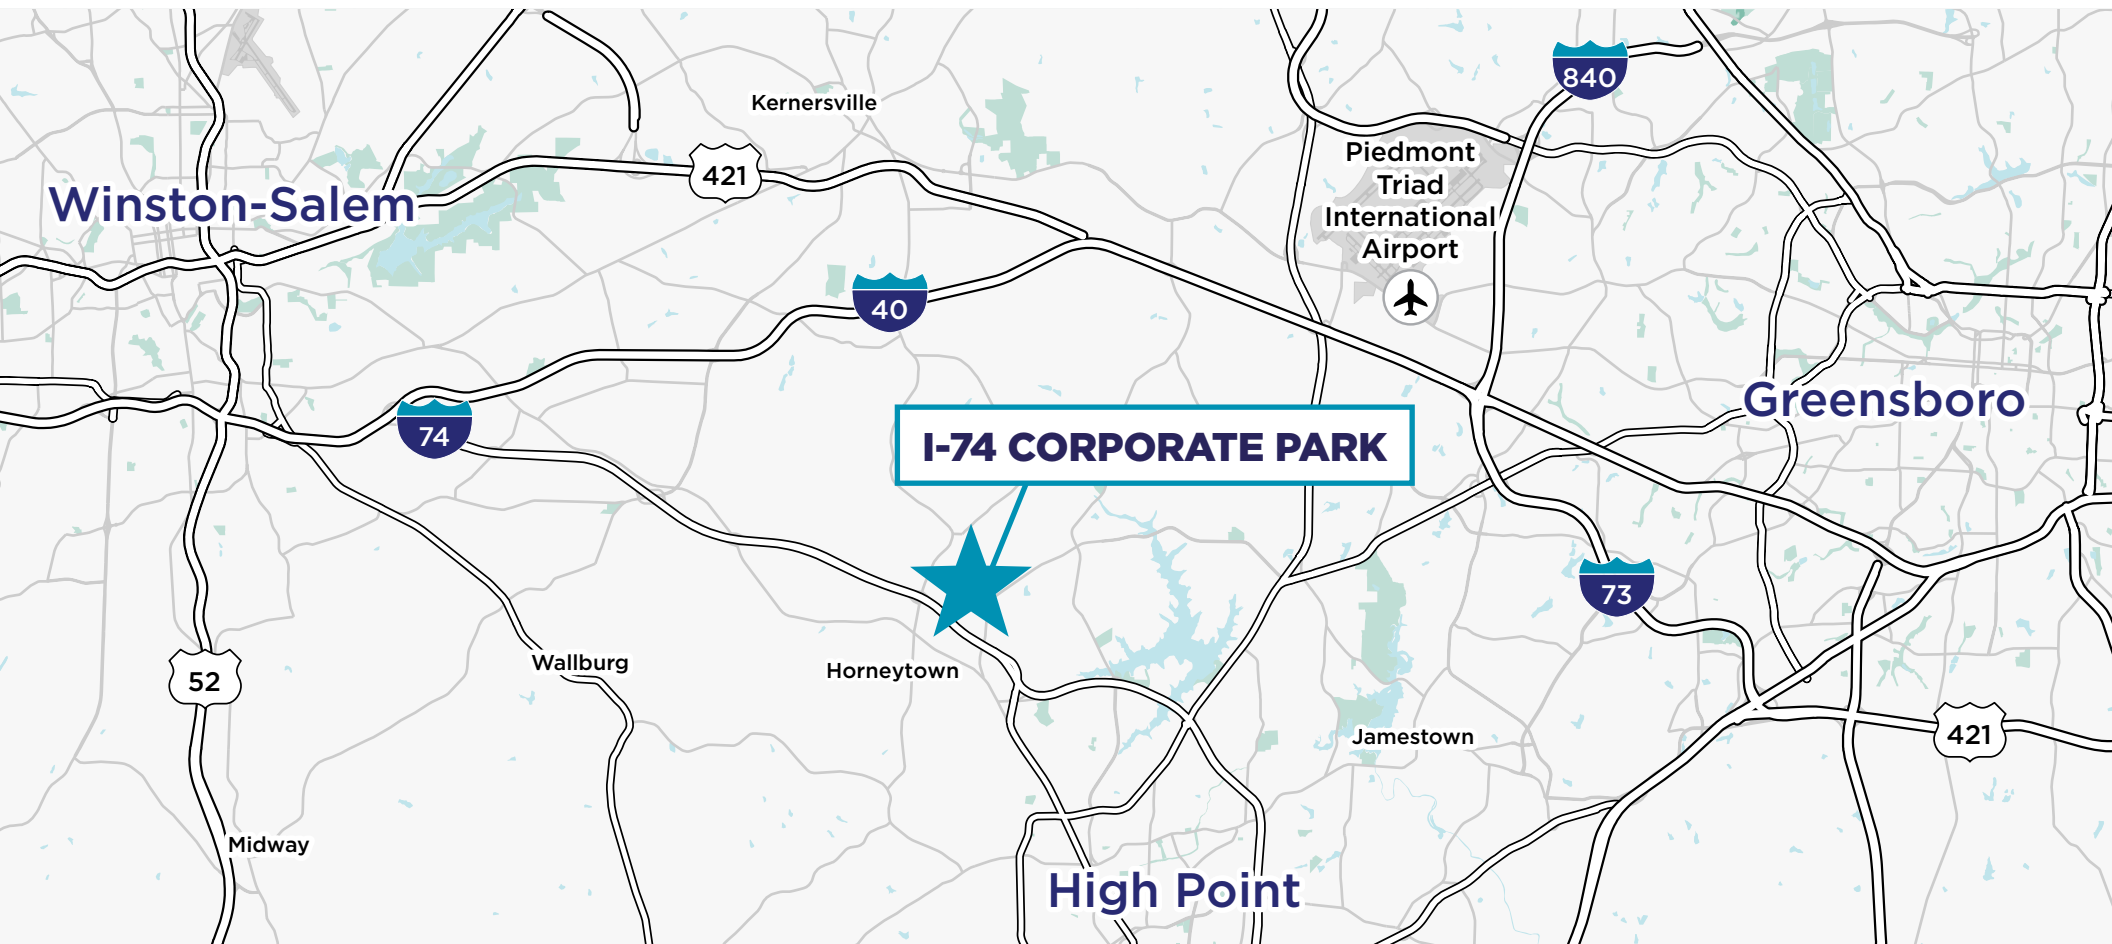 840
Kernersville
Piedmont
Triad
International
Airport
421
Winston-Salem
40
Greensboro
74
I-74 CORPORATE PARK
73
Wallburg
Horneytown
52
Jamestown
421
Midway
High Point